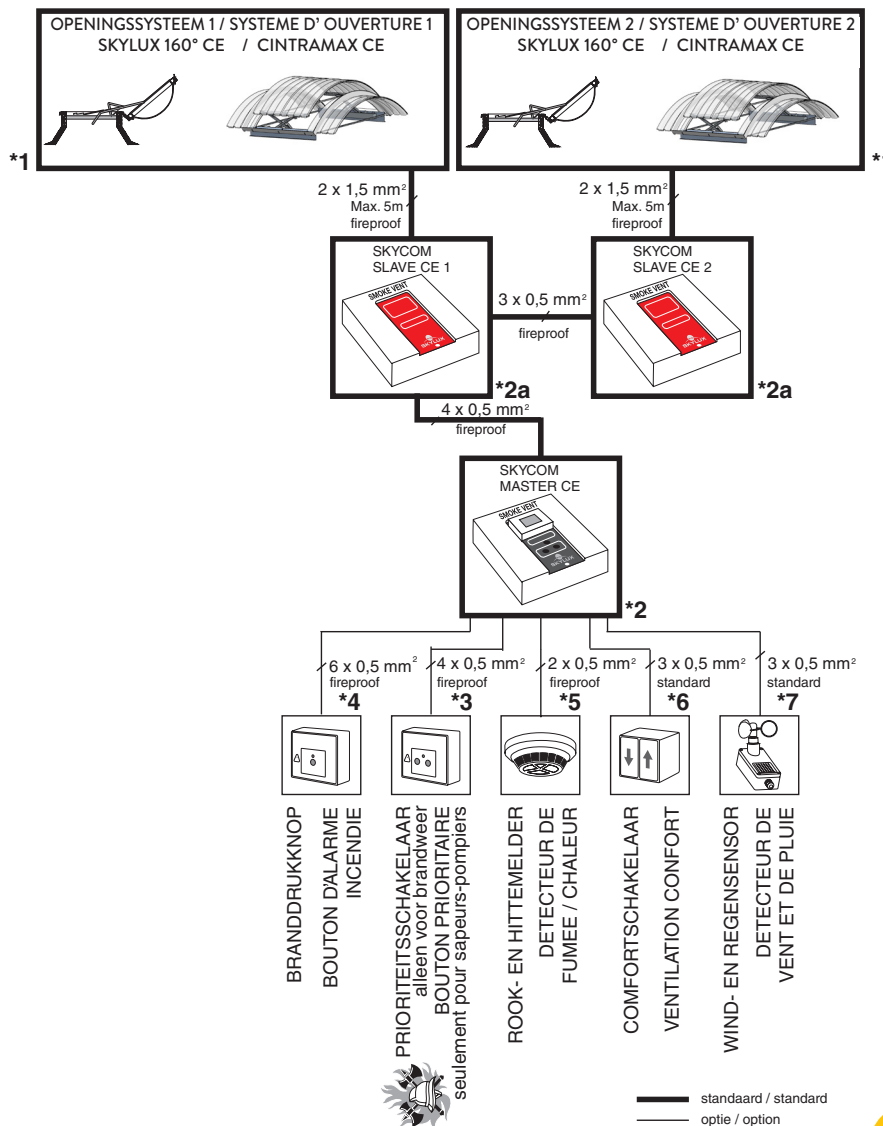 OPENINGSSYSTEEM 1 / SYSTEME D' OUVERTURE 1
SKYLUX 160° CE / CINTRAMAX CE
*1
OPENINGSSYSTEEM 2 / SYSTEME D' OUVERTURE 2
SKYLUX 160° CE / CINTRAMAX CE
2 x 1,5 mm²
Max. 5m
fireproof
2 x 1,5 mm²
Max. 5m
fireproof
SKYCOM
SLAVE CE 1
SMOKE VENT
SKYLUX
*2a
3 x 0,5 mm²
fireproof
SKYCOM
SLAVE CE 2
SMOKE VENT
SKYLUX
*2a
4 x 0,5 mm²
fireproof
SKYCOM
MASTER CE
SMOKE VENT
SKYLUX
*2
6 x 0,5 mm²
fireproof
*4
4 x 0,5 mm²
fireproof
*3
2 x 0,5 mm²
fireproof
*5
3 x 0,5 mm²
standard
*6
3 x 0,5 mm²
standard
*7
BRANDDRUKKNOP
BOUTON D'ALARME
INCENDIE
PRIORITEITSSCHAKELAAR
alleen voor brandweer
BOUTON PRIORITAIRE
seulement pour sapeurs-pompiers
ROOK- EN HITTEMELDER
DETECTEUR DE
FUMEE / CHALEUR
COMFORTSCHAKELAAR
VENTILATION CONFORT
WIND- EN REGENSENSOR
DETECTEUR DE
VENT ET DE PLUIE
standaard / standard
optie / option